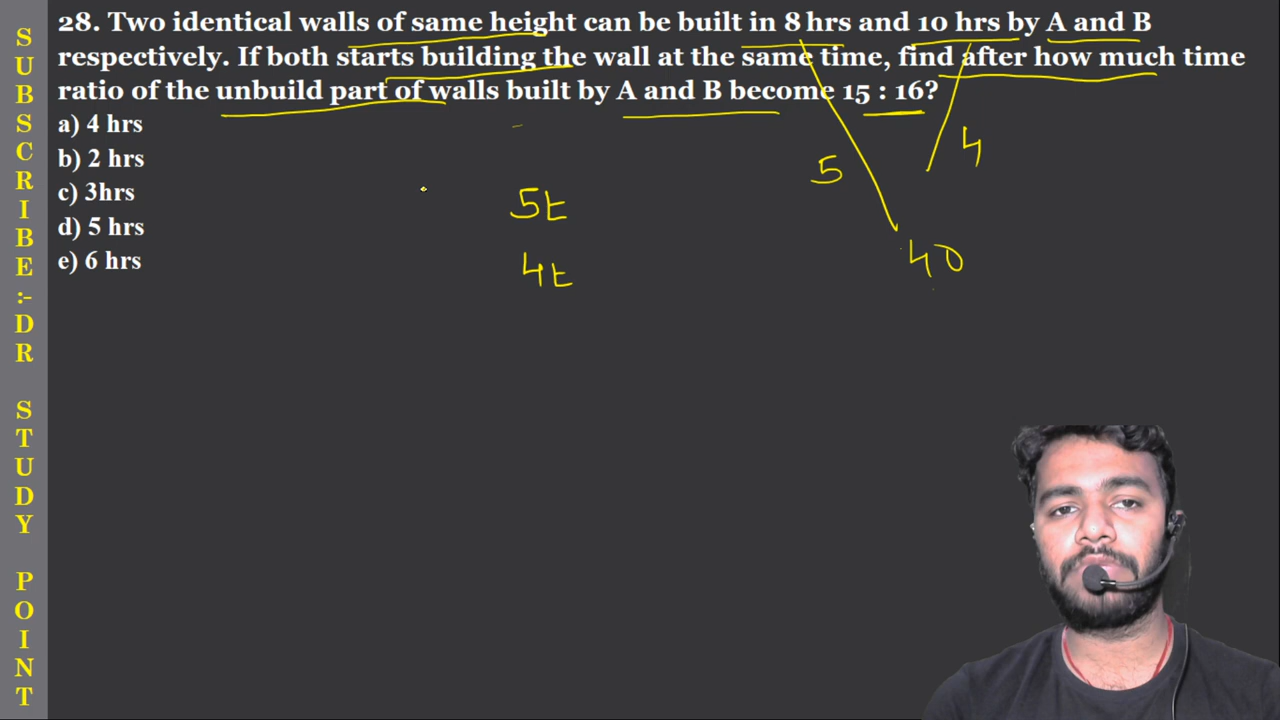 SUBSCRIBE:-DR STUDY POINT
28. Two identical walls of same height can be built in 8 hrs and 10 hrs by A and B
respectively. If both starts building the wall at the same time, find after how much time
ratio of the unbuild part of walls built by A and B become 15 : 16?
a) 4 hrs
b) 2 hrs
c) 3hrs
d) 5 hrs
e) 6 hrs
5 4
5t
4t
40